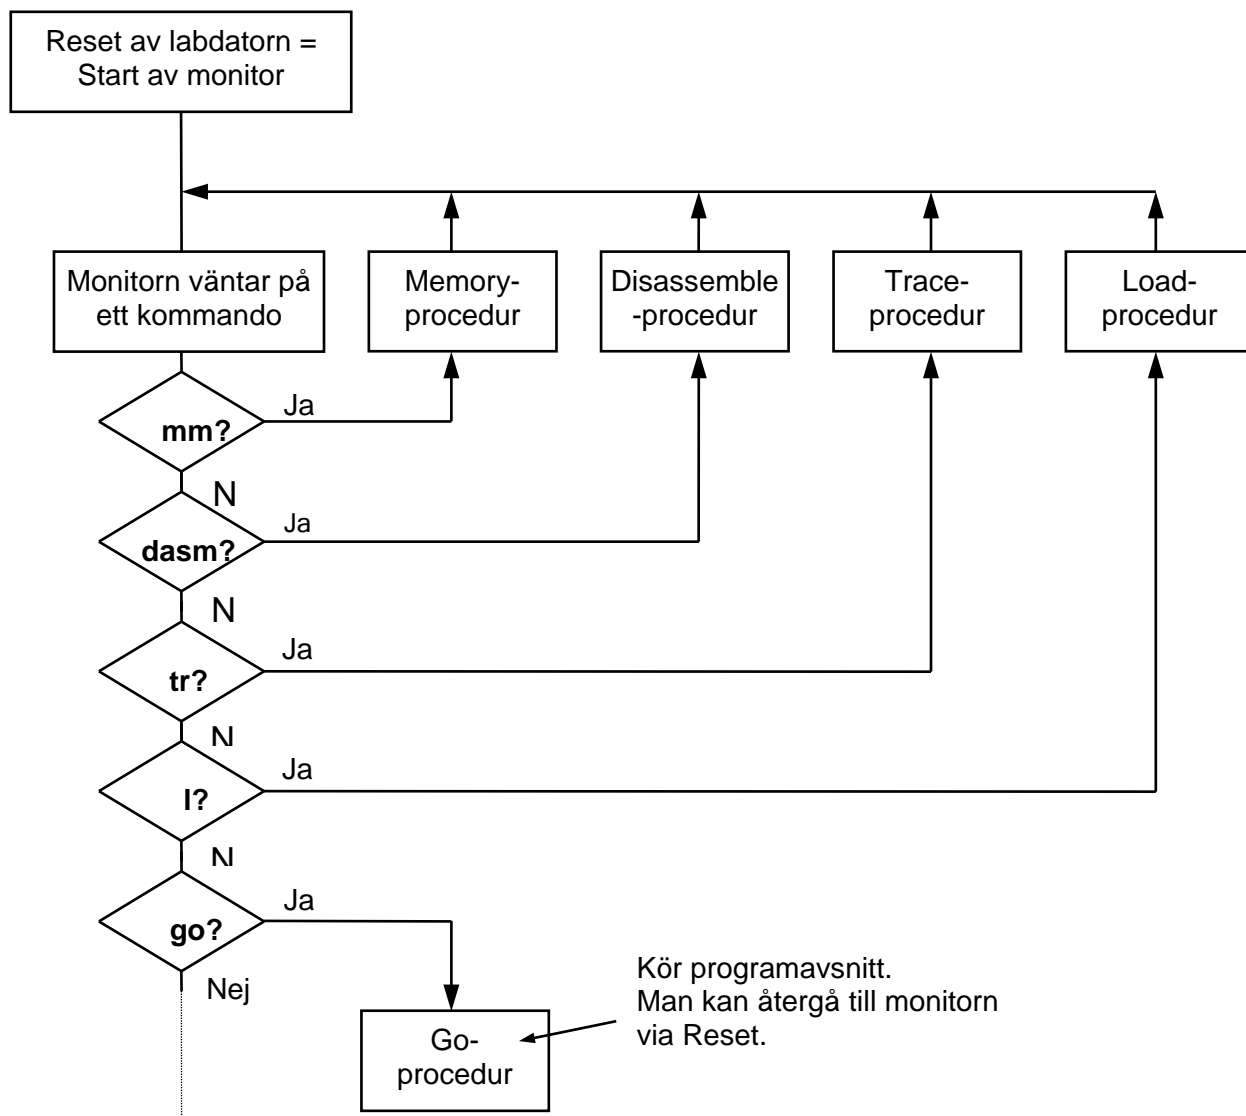 Reset av labdatorn =
Start av monitor
Monitorn väntar på
ett kommando
Memory-
procedur
Disassemble
-procedur
Trace-
procedur
Load-
procedur
mm?
Ja
N
dasm?
Ja
N
tr?
Ja
N
l?
Ja
N
go?
Ja
Nej
Go-
procedur
Kör programavsnitt.
Man kan återgå till monitorn
via Reset.